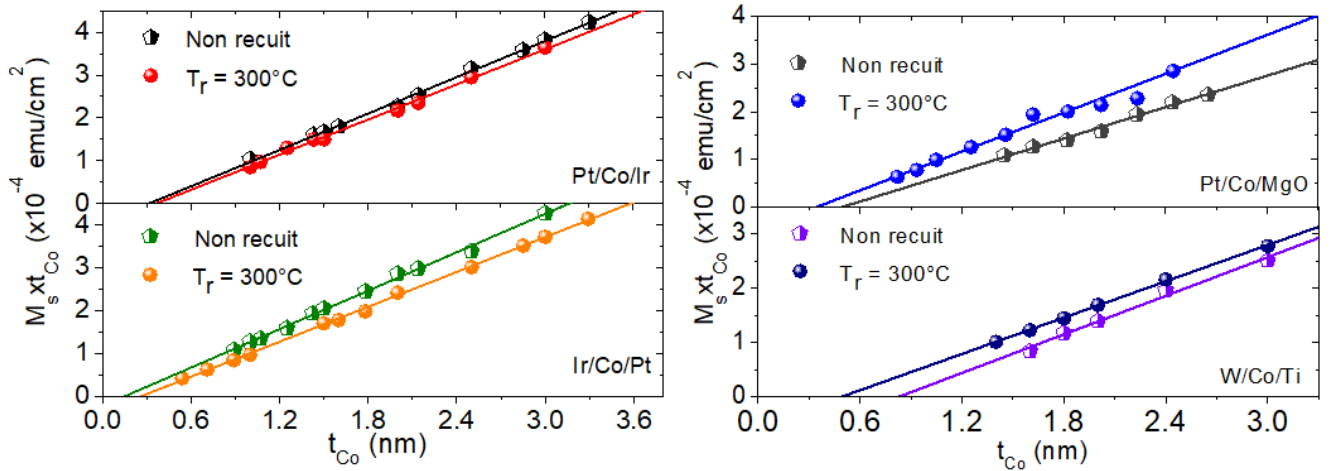 M_s xt_Co (x10^-4 emu/cm^2)
4
3
2
1
0
Non recuit
T_r = 300°C
Pt/Co/Ir
4
3
2
1
0
Non recuit
T_r = 300°C
Ir/Co/Pt
0.0 0.6 1.2 1.8 2.4 3.0 3.6
t_Co (nm)
M_s xt_Co (x10^-4 emu/cm^2)
4
3
2
1
0
Non recuit
T_r = 300°C
Pt/Co/MgO
3
2
1
0
Non recuit
T_r = 300°C
W/Co/Ti
0.0 0.6 1.2 1.8 2.4 3.0
t_Co (nm)